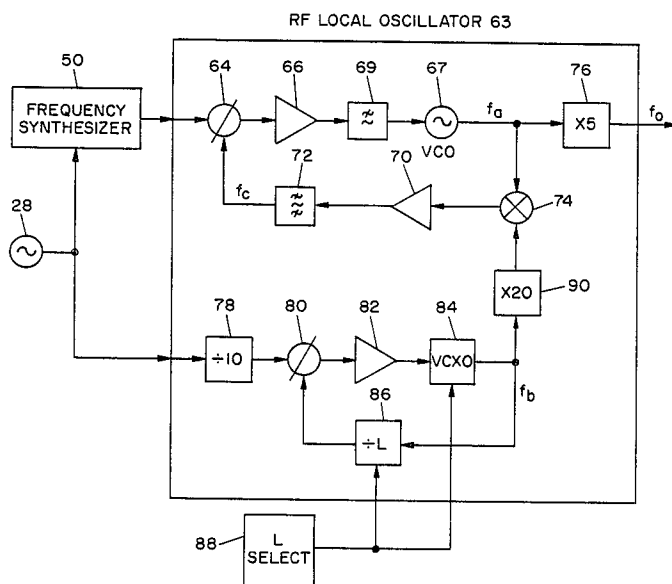 RF LOCAL OSCILLATOR 63
50
FREQUENCY
SYNTHESIZER
64
66
69
67
VCO
fa
76
X5
fo
28
fc
72
70
74
X20
90
78
÷10
80
82
84
VCXO
fb
86
÷L
88
L
SELECT